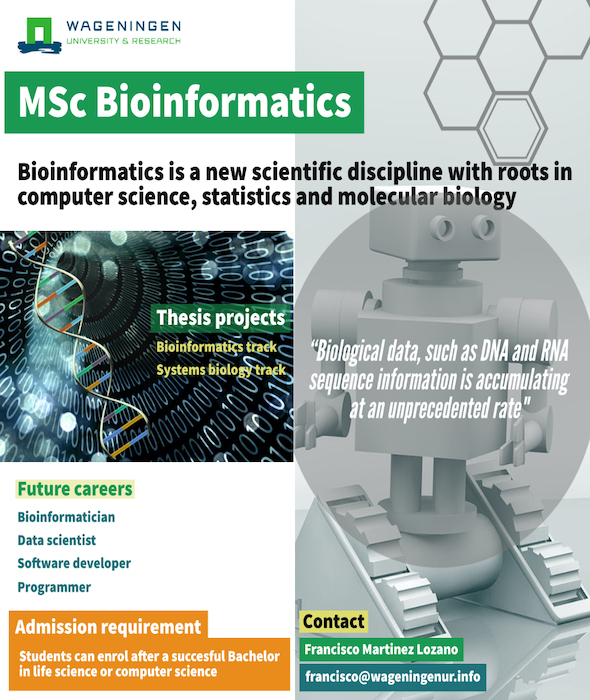 WAGENINGEN
UNIVERSITY & RESEARCH
MSc Bioinformatics
Bioinformatics is a new scientific discipline with roots in
computer science, statistics and molecular biology
Thesis projects
Bioinformatics track
Systems biology track
“Biological data, such as DNA and RNA
sequence information is accumulating
at an unprecedented rate"
Future careers
Bioinformatician
Data scientist
Software developer
Programmer
Admission requirement
Students can enrol after a succesful Bachelor
in life science or computer science
Contact
Francisco Martinez Lozano
francisco@wageningenur.info